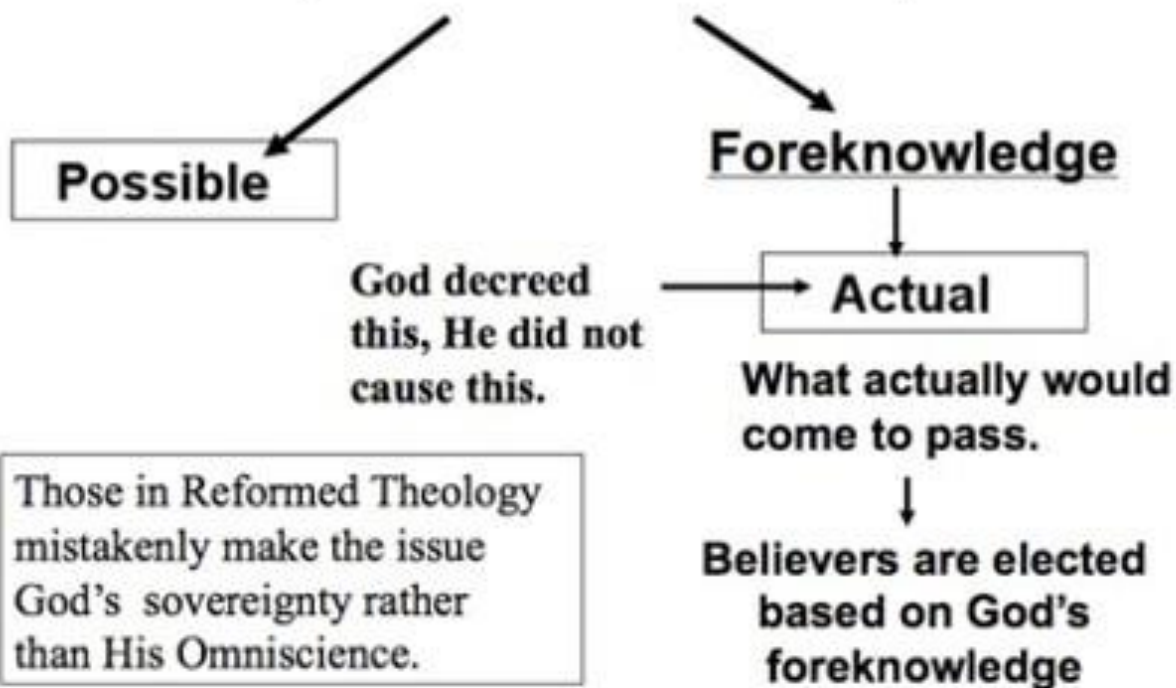 Possible
Foreknowledge
God decreed
this, He did not
cause this.
Actual
What actually would
come to pass.
Those in Reformed Theology
mistakenly make the issue
God's sovereignty rather
than His Omniscience.
Believers are elected
based on God's
foreknowledge